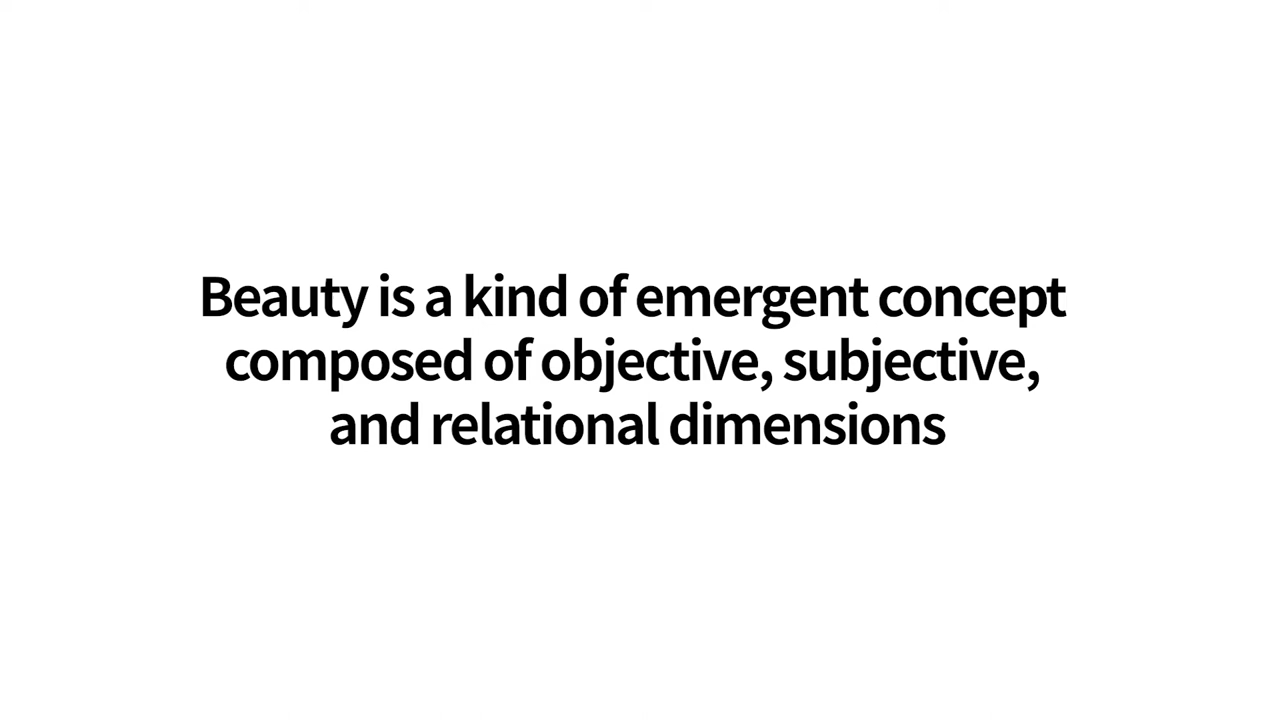 Beauty is a kind of emergent concept
composed of objective, subjective,
and relational dimensions